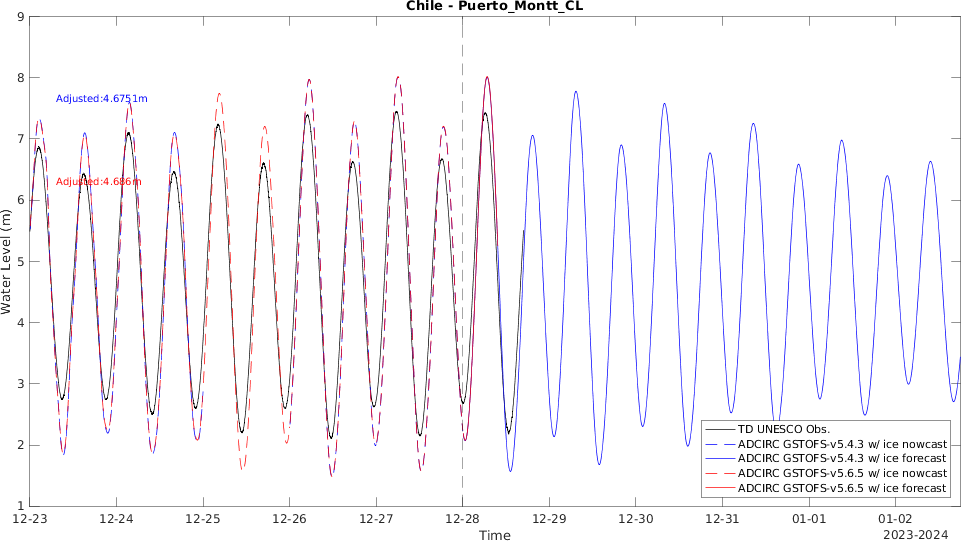 Chile - Puerto_Montt_CL
9
8
7
6
5
4
3
2
1
Water Level (m)
Adjusted:4.6751m
Adjusted:4.686m
TD UNESCO Obs.
ADCIRC GSTOFS-v5.4.3 w/ ice nowcast
ADCIRC GSTOFS-v5.4.3 w/ ice forecast
ADCIRC GSTOFS-v5.6.5 w/ ice nowcast
ADCIRC GSTOFS-v5.6.5 w/ ice forecast
12-23 12-24 12-25 12-26 12-27 12-28 12-29 12-30 12-31 01-01 01-02
Time
2023-2024